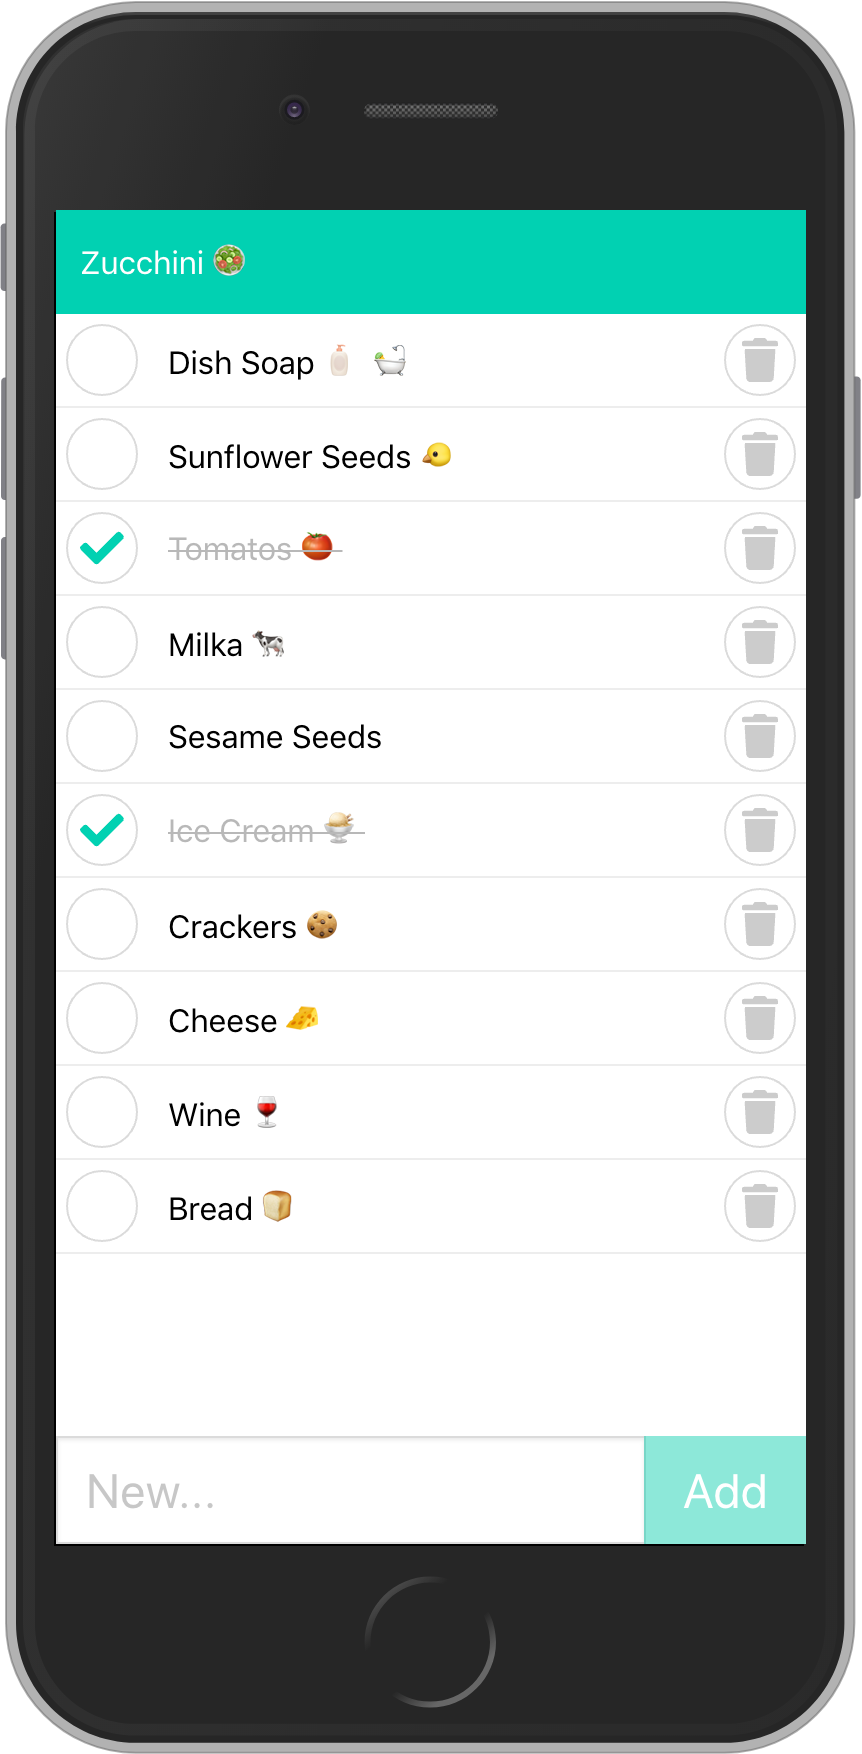 Zucchini 🥗
Dish Soap 🧴 🛀
Sunflower Seeds 🐤
Tomatos 🍅
Milka 🐄
Sesame Seeds
Ice Cream 🍨
Crackers 🍪
Cheese 🧀
Wine 🍷
Bread 🍞
New...
Add